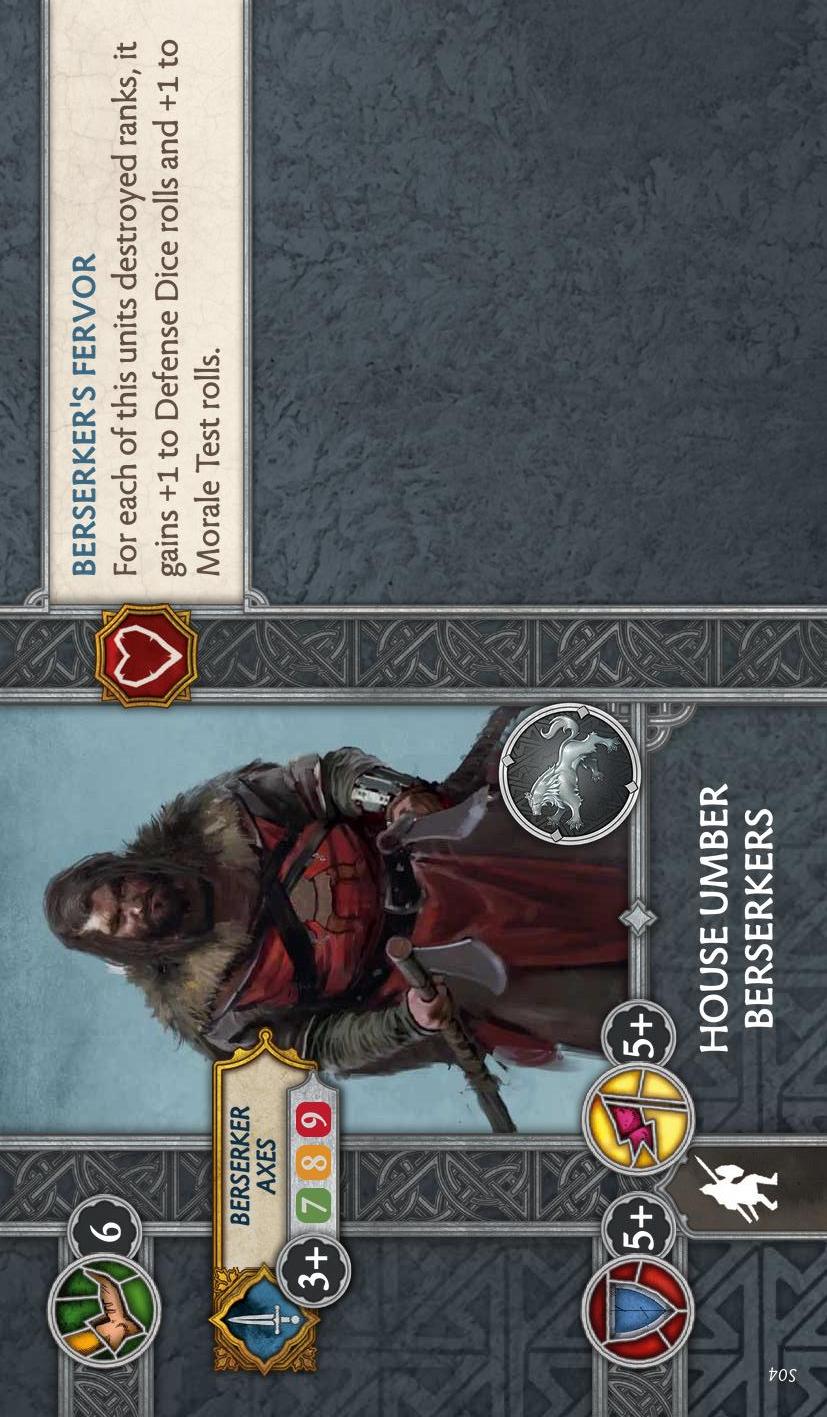 6
BERSERKER
AXES
3+
7 8 9
5+
5+
HOUSE UMBER
BERSERKERS
S04
BERSERKER'S FERVOR
For each of this units destroyed ranks, it
gains +1 to Defense Dice rolls and +1 to
Morale Test rolls.